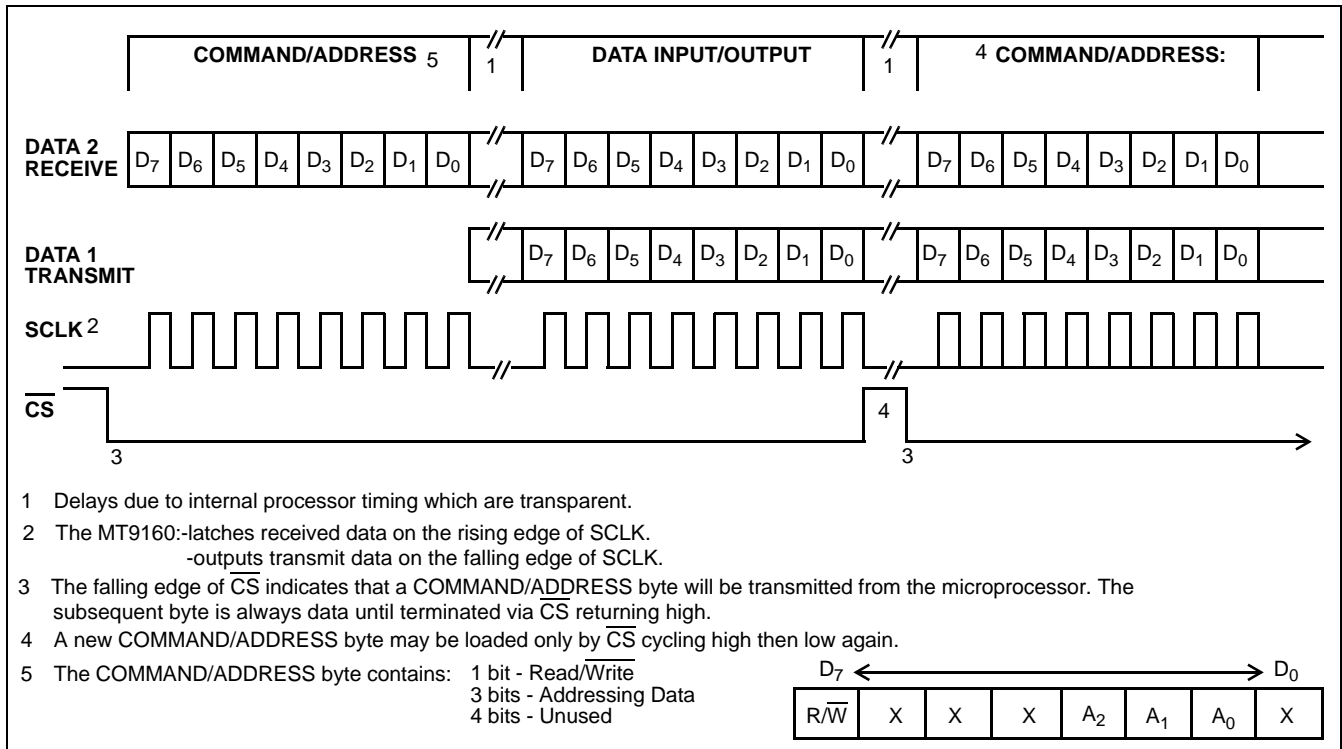 COMMAND/ADDRESS 5 1 DATA INPUT/OUTPUT 1 4 COMMAND/ADDRESS:
DATA 2
RECEIVE D7 D6 D5 D4 D3 D2 D1 D0 D7 D6 D5 D4 D3 D2 D1 D0 D7 D6 D5 D4 D3 D2 D1 D0
DATA 1
TRANSMIT D7 D6 D5 D4 D3 D2 D1 D0 D7 D6 D5 D4 D3 D2 D1 D0
SCLK 2
CS 4
3 3
1 Delays due to internal processor timing which are transparent.
2 The MT9160:-latches received data on the rising edge of SCLK.
-outputs transmit data on the falling edge of SCLK.
3 The falling edge of CS indicates that a COMMAND/ADDRESS byte will be transmitted from the microprocessor. The
subsequent byte is always data until terminated via CS returning high.
4 A new COMMAND/ADDRESS byte may be loaded only by CS cycling high then low again.
5 The COMMAND/ADDRESS byte contains: 1 bit - Read/Write
3 bits - Addressing Data
4 bits - Unused
D7 D0
R/W X X X A2 A1 A0 X